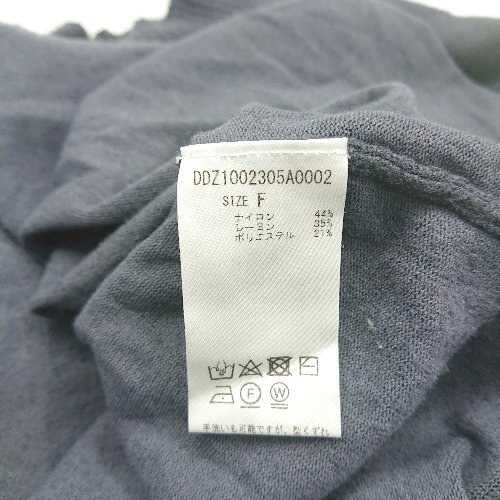 DDZ1002305A0002
SIZE F
ナイロン 44%
レーヨン 35%
ポリエステル 21%
F W
手洗いも可能ですが、型くずれ